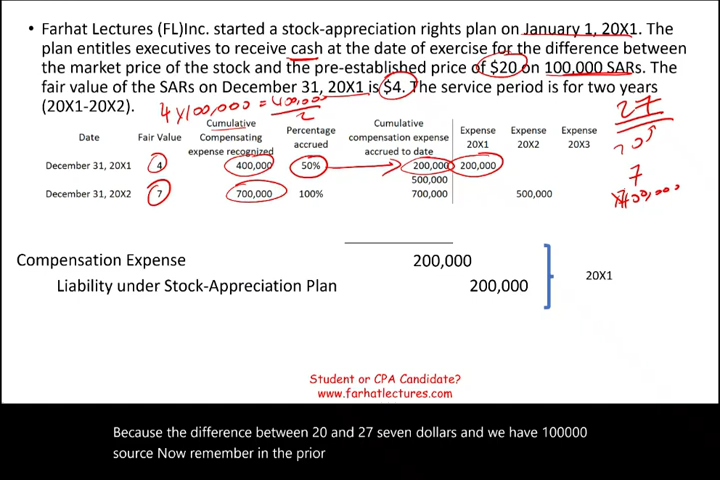 • Farhat Lectures (FL)Inc. started a stock-appreciation rights plan on January 1, 20X1. The
plan entitles executives to receive cash at the date of exercise for the difference between
the market price of the stock and the pre-established price of $20 on 100,000 SARs. The
fair value of the SARs on December 31, 20X1 is $4. The service period is for two years
(20X1-20X2).
4 x 100,000 = 400,000
2
27
7
Date Fair Value Cumulative Compensating expense recognized Percentage accrued Cumulative compensation expense accrued to date Expense 20X1 Expense 20X2 Expense 20X3
December 31, 20X1 4 400,000 50% 200,000 200,000
500,000
December 31, 20X2 7 700,000 100% 700,000 500,000
Compensation Expense 200,000
Liability under Stock-Appreciation Plan 200,000
20X1
Student or CPA Candidate?
www.farhatlectures.com
Because the difference between 20 and 27 seven dollars and we have 100000
source Now remember in the prior